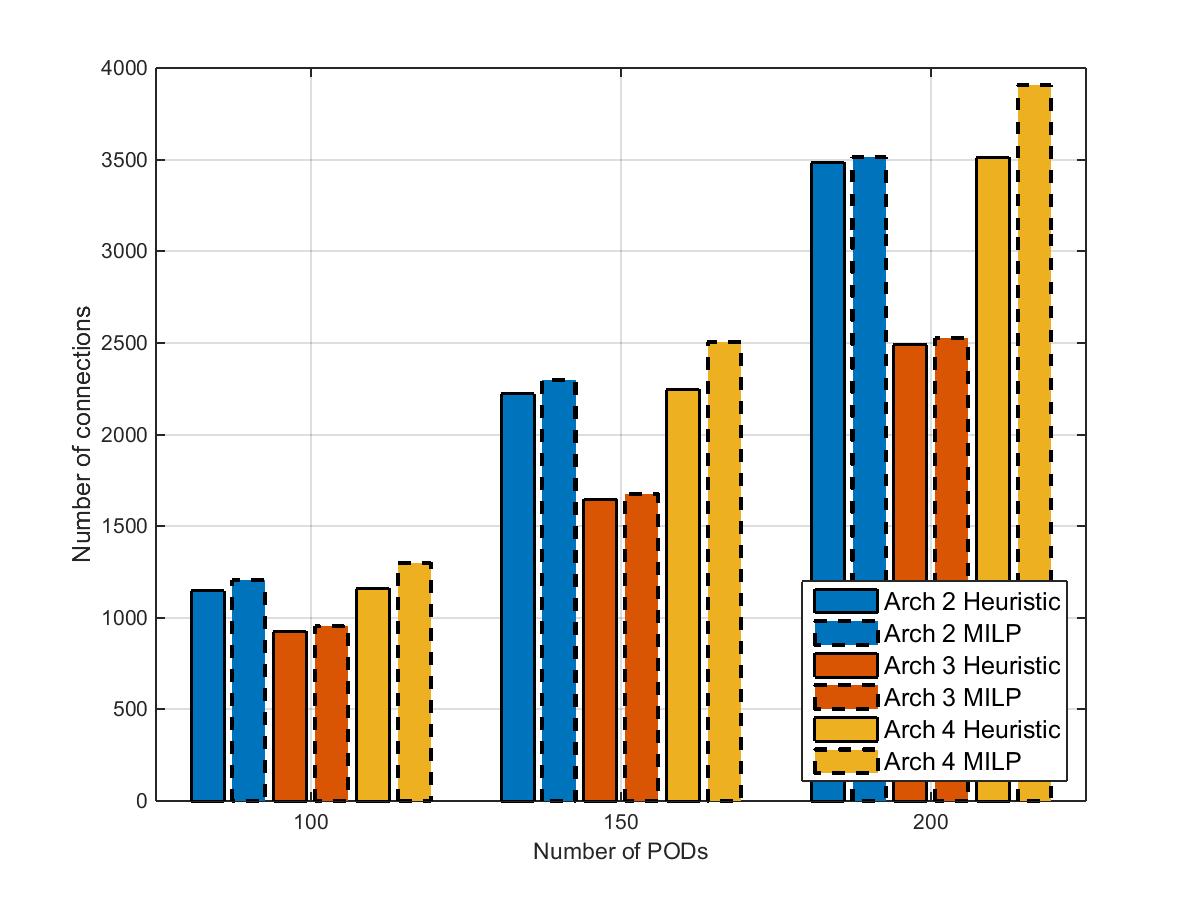 4000
3500
3000
2500
2000
1500
1000
500
0
Number of connections
100
150
200
Number of PODs
Arch 2 Heuristic
Arch 2 MILP
Arch 3 Heuristic
Arch 3 MILP
Arch 4 Heuristic
Arch 4 MILP